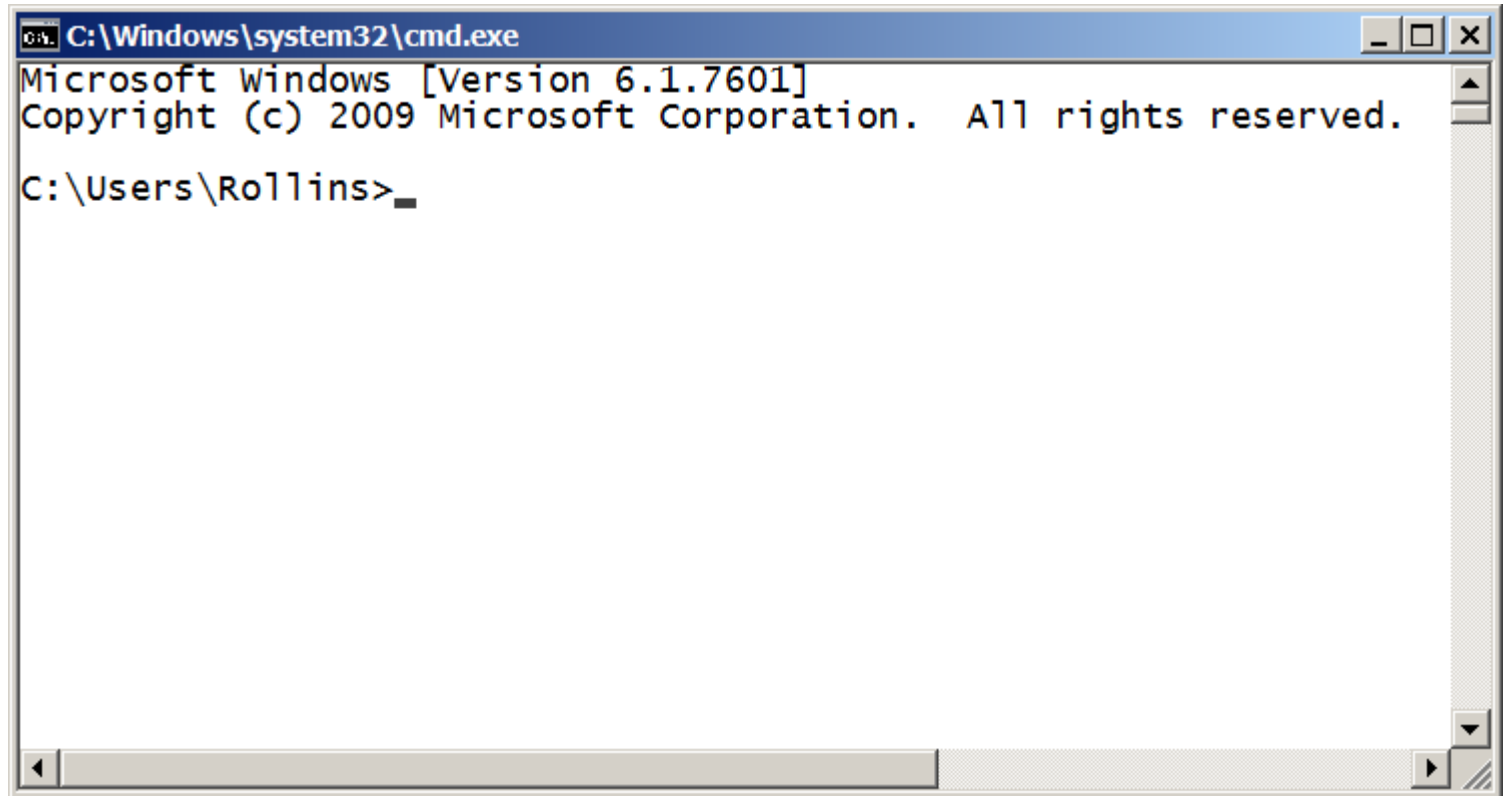 C:\Windows\system32\cmd.exe
Microsoft Windows [Version 6.1.7601]
Copyright (c) 2009 Microsoft Corporation.  All rights reserved.
C:\Users\Rollins>_